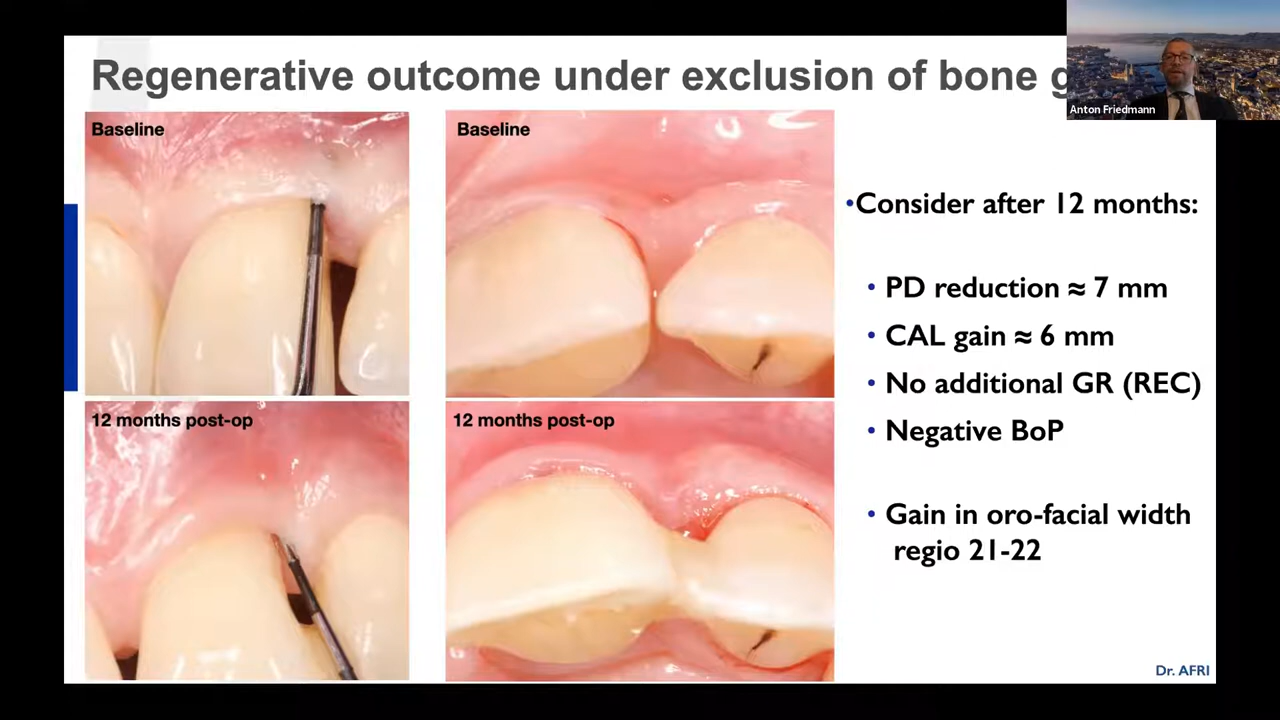 Regenerative outcome under exclusion of bone
Anton Friedmann
Baseline
Baseline
•Consider after 12 months:
• PD reduction ≈ 7 mm
• CAL gain ≈ 6 mm
• No additional GR (REC)
• Negative BoP
12 months post-op
12 months post-op
• Gain in oro-facial width
regio 21-22
Dr. AFRI